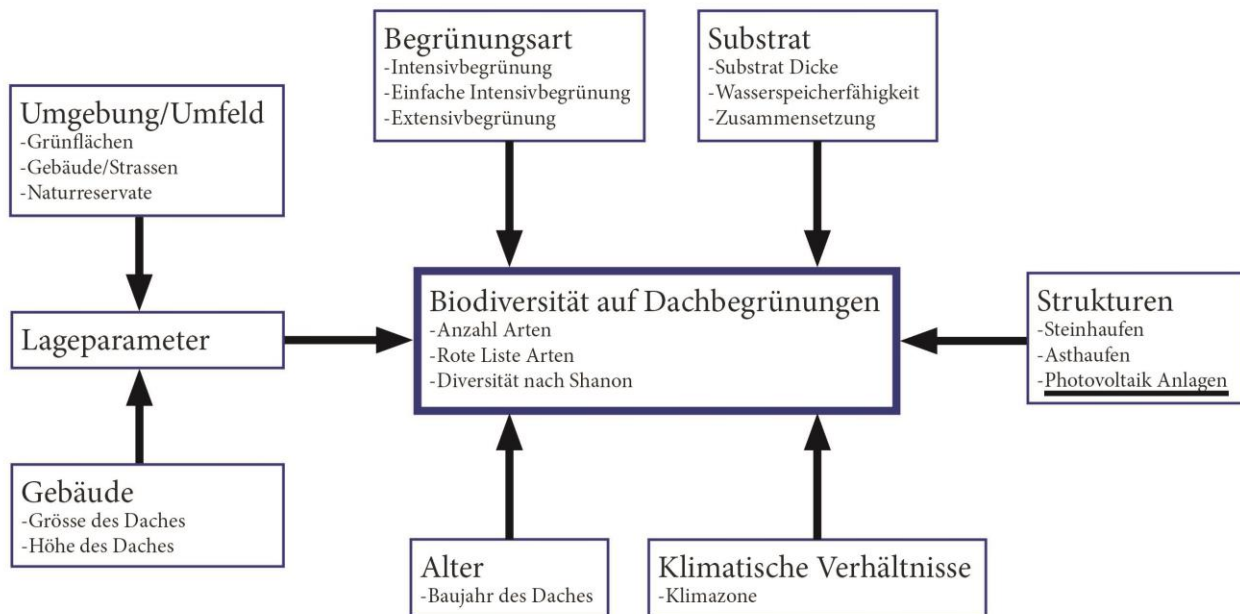 Begrünungsart
-Intensivbegrünung
-Einfache Intensivbegrünung
-Extensivbegrünung
Substrat
-Substrat Dicke
-Wasserspeicherfähigkeit
-Zusammensetzung
Umgebung/Umfeld
-Grünflächen
-Gebäude/Strassen
-Naturreservate
Lageparameter
Biodiversität auf Dachbegrünungen
-Anzahl Arten
-Rote Liste Arten
-Diversität nach Shanon
Strukturen
-Steinhaufen
-Asthaufen
-Photovoltaik Anlagen
Gebäude
-Grösse des Daches
-Höhe des Daches
Alter
-Baujahr des Daches
Klimatische Verhältnisse
-Klimazone